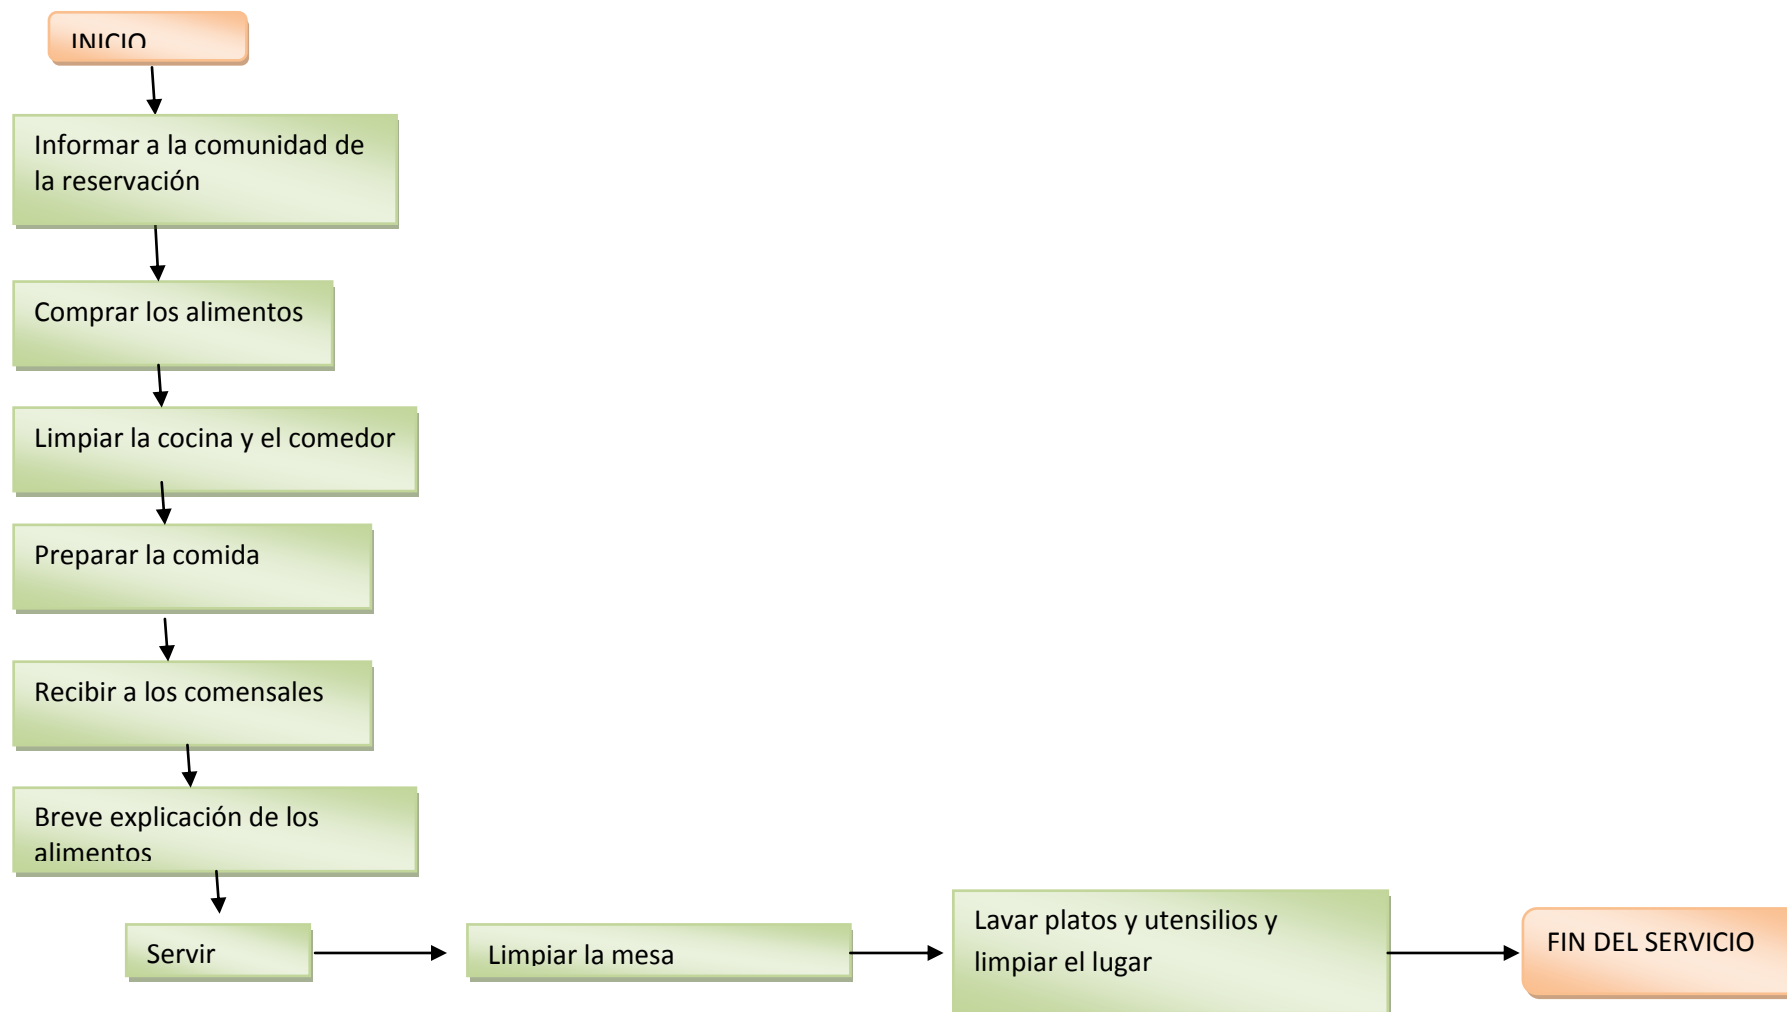 INICIO
Informar a la comunidad de
la reservación
Comprar los alimentos
Limpiar la cocina y el comedor
Preparar la comida
Recibir a los comensales
Breve explicación de los
alimentos
Servir
Limpiar la mesa
Lavar platos y utensilios y
limpiar el lugar
FIN DEL SERVICIO